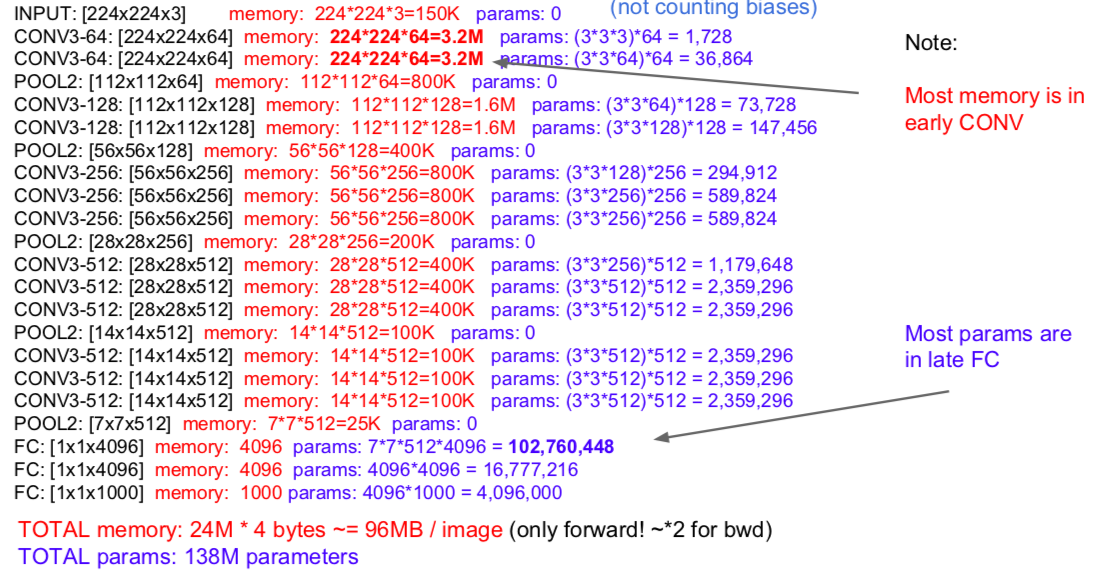 (not counting biases)
INPUT: [224x224x3] memory: 224*224*3=150K params: 0
CONV3-64: [224x224x64] memory: 224*224*64=3.2M params: (3*3*3)*64 = 1,728
CONV3-64: [224x224x64] memory: 224*224*64=3.2M params: (3*3*64)*64 = 36,864
POOL2: [112x112x64] memory: 112*112*64=800K params: 0
CONV3-128: [112x112x128] memory: 112*112*128=1.6M params: (3*3*64)*128 = 73,728
CONV3-128: [112x112x128] memory: 112*112*128=1.6M params: (3*3*128)*128 = 147,456
POOL2: [56x56x128] memory: 56*56*128=400K params: 0
CONV3-256: [56x56x256] memory: 56*56*256=800K params: (3*3*128)*256 = 294,912
CONV3-256: [56x56x256] memory: 56*56*256=800K params: (3*3*256)*256 = 589,824
CONV3-256: [56x56x256] memory: 56*56*256=800K params: (3*3*256)*256 = 589,824
POOL2: [28x28x256] memory: 28*28*256=200K params: 0
CONV3-512: [28x28x512] memory: 28*28*512=400K params: (3*3*256)*512 = 1,179,648
CONV3-512: [28x28x512] memory: 28*28*512=400K params: (3*3*512)*512 = 2,359,296
CONV3-512: [28x28x512] memory: 28*28*512=400K params: (3*3*512)*512 = 2,359,296
POOL2: [14x14x512] memory: 14*14*512=100K params: 0
CONV3-512: [14x14x512] memory: 14*14*512=100K params: (3*3*512)*512 = 2,359,296
CONV3-512: [14x14x512] memory: 14*14*512=100K params: (3*3*512)*512 = 2,359,296
CONV3-512: [14x14x512] memory: 14*14*512=100K params: (3*3*512)*512 = 2,359,296
POOL2: [7x7x512] memory: 7*7*512=25K params: 0
FC: [1x1x4096] memory: 4096 params: 7*7*512*4096 = 102,760,448
FC: [1x1x4096] memory: 4096 params: 4096*4096 = 16,777,216
FC: [1x1x1000] memory: 1000 params: 4096*1000 = 4,096,000
TOTAL memory: 24M * 4 bytes ~= 96MB / image (only forward! ~*2 for bwd)
TOTAL params: 138M parameters
Note:
Most memory is in
early CONV
Most params are
in late FC